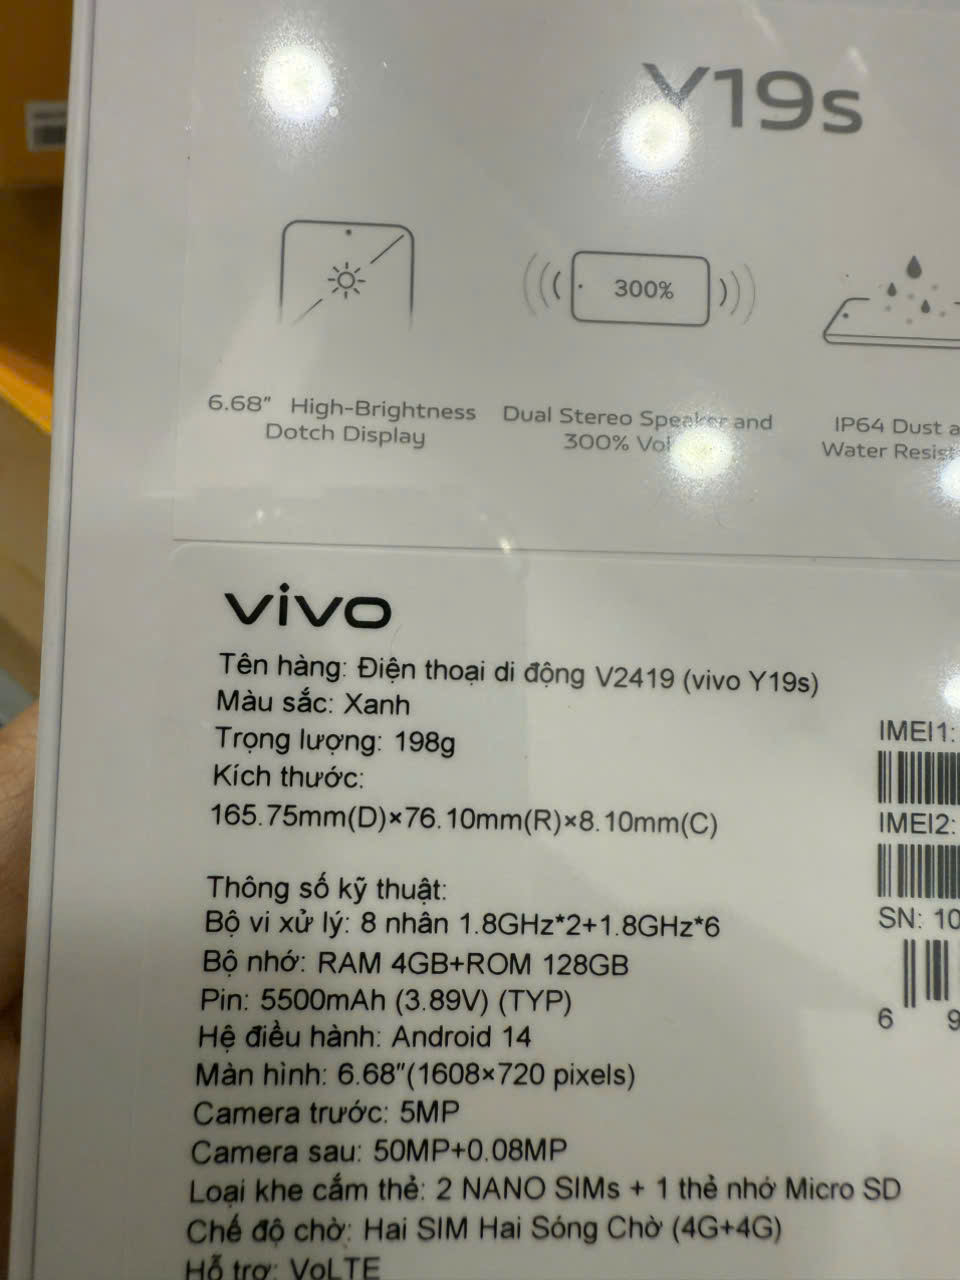 Y19s
300%
6.68" High-Brightness
Dotch Display
Dual Stereo Speaker and
300%
IP64 Dust
Water
vivo
Tên hàng: Điện thoại di động V2419 (vivo Y19s)
Màu sắc: Xanh
Trọng lượng: 198g
Kích thước:
165.75mm(D)×76.10mm(R)×8.10mm(C)
IMEI1:
IMEI2:
SN: 10
6 9
Thông số kỹ thuật:
Bộ vi xử lý: 8 nhân 1.8GHz*2+1.8GHz*6
Bộ nhớ: RAM 4GB+ROM 128GB
Pin: 5500mAh (3.89V) (TYP)
Hệ điều hành: Android 14
Màn hình: 6.68"(1608×720 pixels)
Camera trước: 5MP
Camera sau: 50MP+0.08MP
Loại khe cắm thẻ: 2 NANO SIMs + 1 thẻ nhớ Micro SD
Chế độ chờ: Hai SIM Hai Sóng Chờ (4G+4G)
Hỗ trợ: VoLTE